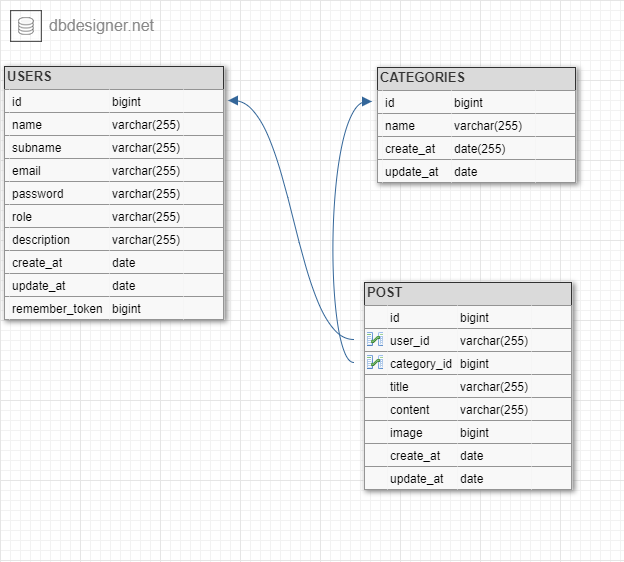 dbdesigner.net
USERS
id bigint
name varchar(255)
subname varchar(255)
email varchar(255)
password varchar(255)
role varchar(255)
description varchar(255)
create_at date
update_at date
remember_token bigint
CATEGORIES
id bigint
name varchar(255)
create_at date(255)
update_at date
POST
id bigint
user_id varchar(255)
category_id bigint
title varchar(255)
content varchar(255)
image bigint
create_at date
update_at date